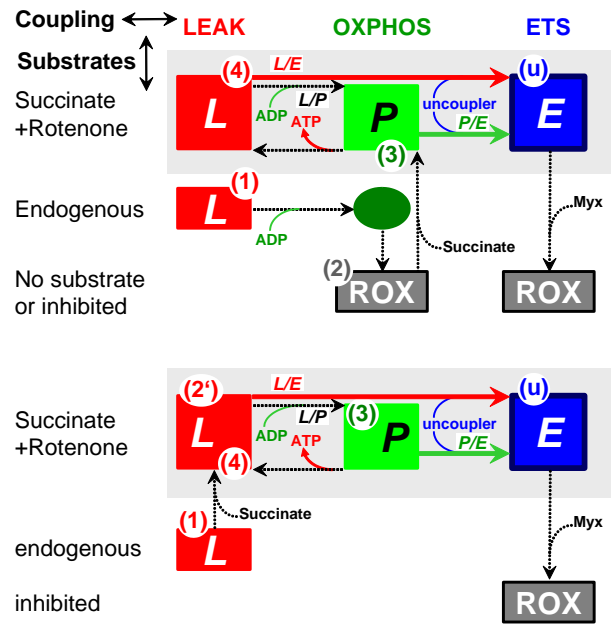 Coupling
LEAK OXPHOS ETS
Substrates
(4) L/E (u)
Succinate
+Rotenone
L ADP L/P ATP P uncoupler P/E E
(3)
(1)
Endogenous L ADP
Myx
Succinate
(2)
No substrate
or inhibited
ROX ROX
(2‘) L/E (u)
Succinate
+Rotenone
L ADP L/P ATP (3) P uncoupler P/E E
(4)
(1) Succinate
Myx
endogenous L
inhibited ROX